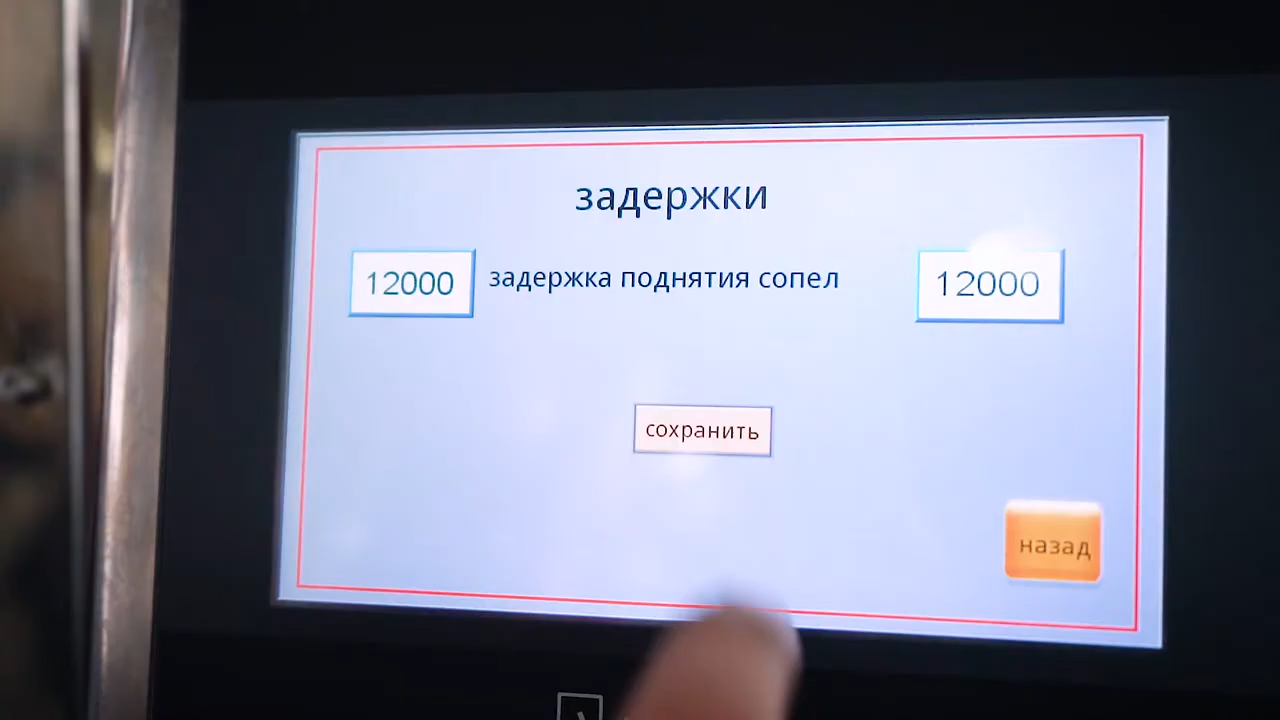 задержки
12000 задержка поднятия сопел 12000
сохранить
назад